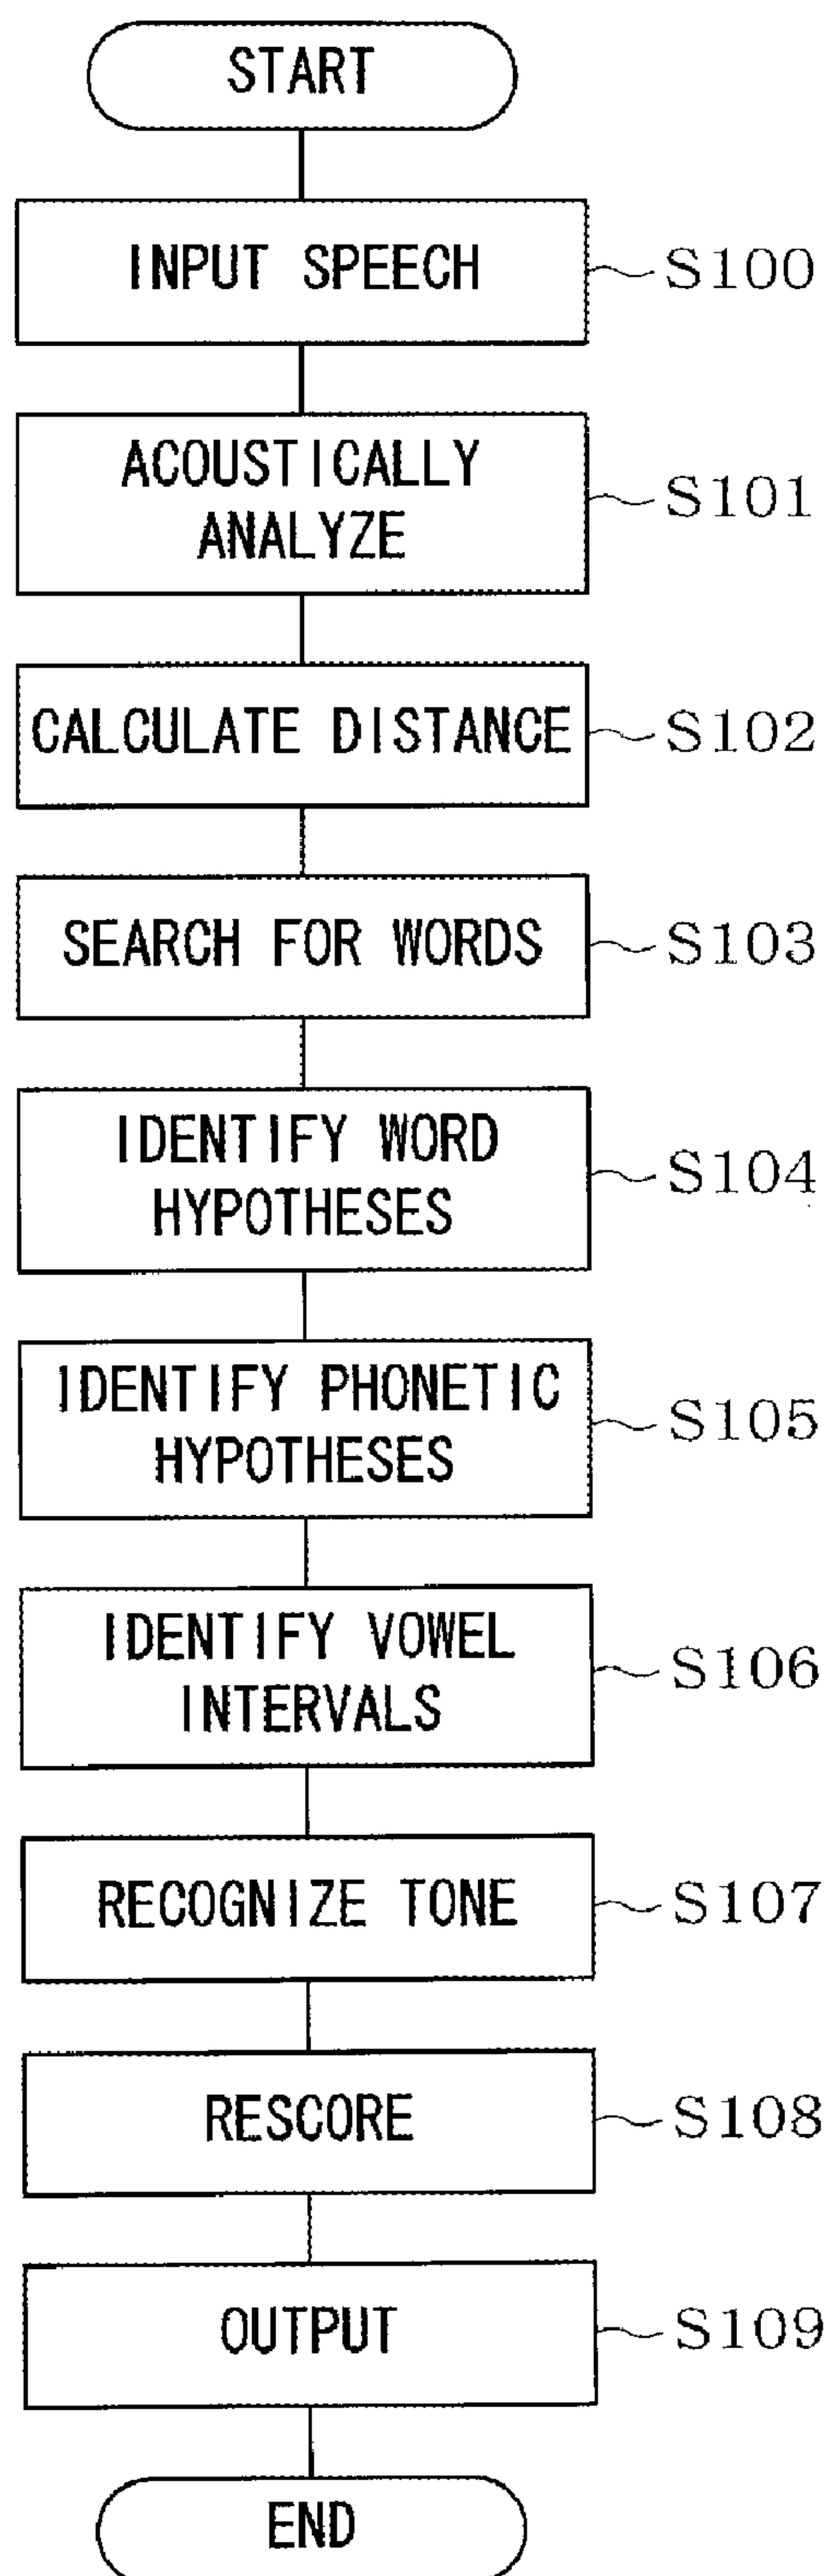 START
INPUT SPEECH
S100
ACOUSTICALLY
ANALYZE
S101
CALCULATE DISTANCE
S102
SEARCH FOR WORDS
S103
IDENTIFY WORD
HYPOTHESES
S104
IDENTIFY PHONETIC
HYPOTHESES
S105
IDENTIFY VOWEL
INTERVALS
S106
RECOGNIZE TONE
S107
RESCORE
S108
OUTPUT
S109
END